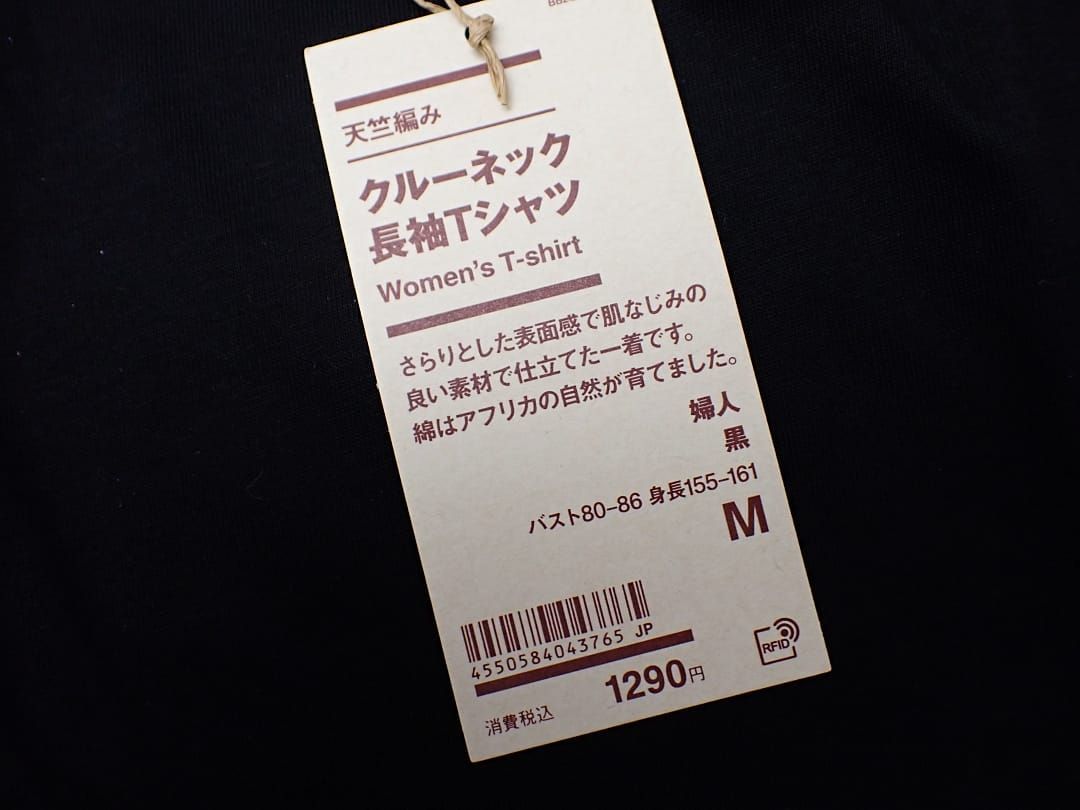 天竺編み
クルーネック
長袖Tシャツ
Women's T-shirt
さらりとした表面感で肌なじみの
良い素材で仕立てた一着です。
綿はアフリカの自然が育てました。
婦人
黒
バスト80-86 身長155-161
M
4550584043765 JP
RFID
消費税込 1290円